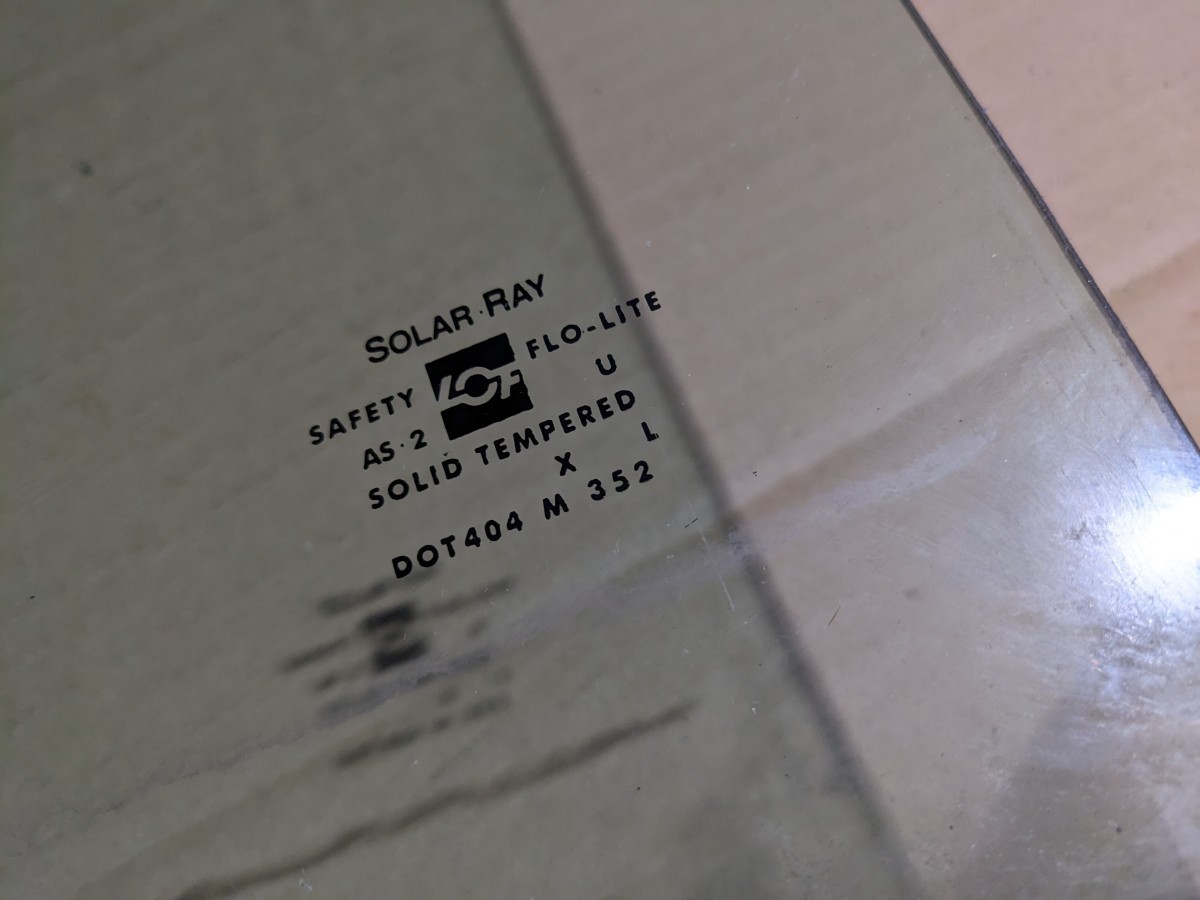 SOLAR·RAY
SAFETY LOF FLO-LITE
AS·2 U
SOLID TEMPERED
X L
DOT404 M 352